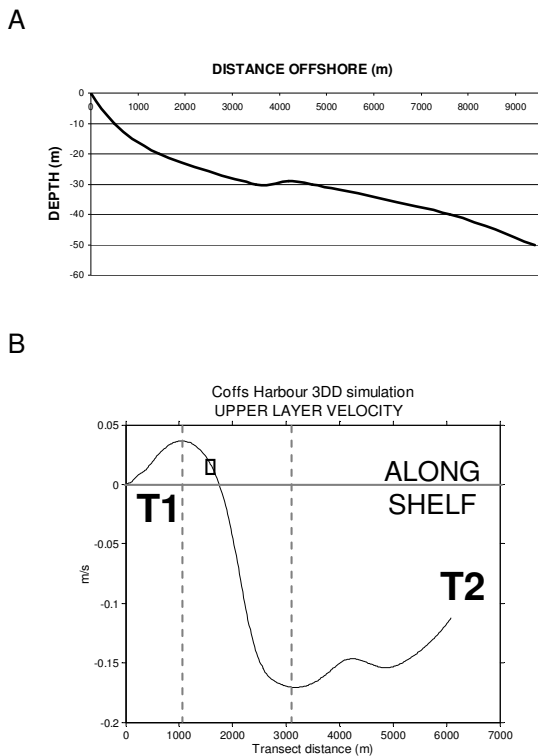 A
DISTANCE OFFSHORE (m)
0 1000 2000 3000 4000 5000 6000 7000 8000 9000
0
-10
-20
-30
-40
-50
-60
DEPTH (m)
B
Coffs Harbour 3DD simulation
UPPER LAYER VELOCITY
0.05
0
-0.05
-0.1
-0.15
-0.2
m/s
ALONG
SHELF
T1
T2
0 1000 2000 3000 4000 5000 6000 7000
Transect distance (m)